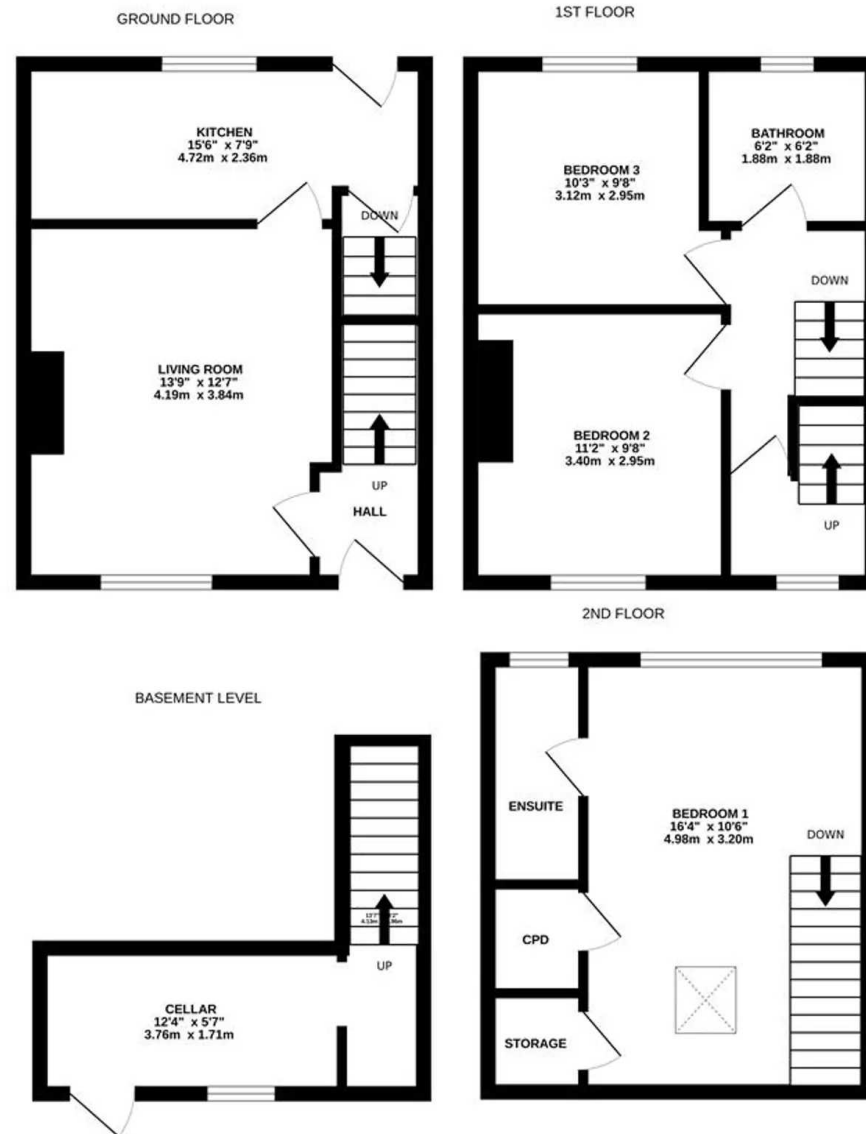 GROUND FLOOR
KITCHEN
15'6" x 7'9"
4.72m x 2.36m
DOWN
LIVING ROOM
13'9" x 12'7"
4.19m x 3.84m
UP
HALL
1ST FLOOR
BATHROOM
6'2" x 6'2"
1.88m x 1.88m
BEDROOM 3
10'3" x 9'8"
3.12m x 2.95m
DOWN
BEDROOM 2
11'2" x 9'8"
3.40m x 2.95m
UP
BASEMENT LEVEL
UP
CELLAR
12'4" x 5'7"
3.76m x 1.71m
2ND FLOOR
ENSUITE
BEDROOM 1
16'4" x 10'6"
4.98m x 3.20m
DOWN
CPD
STORAGE